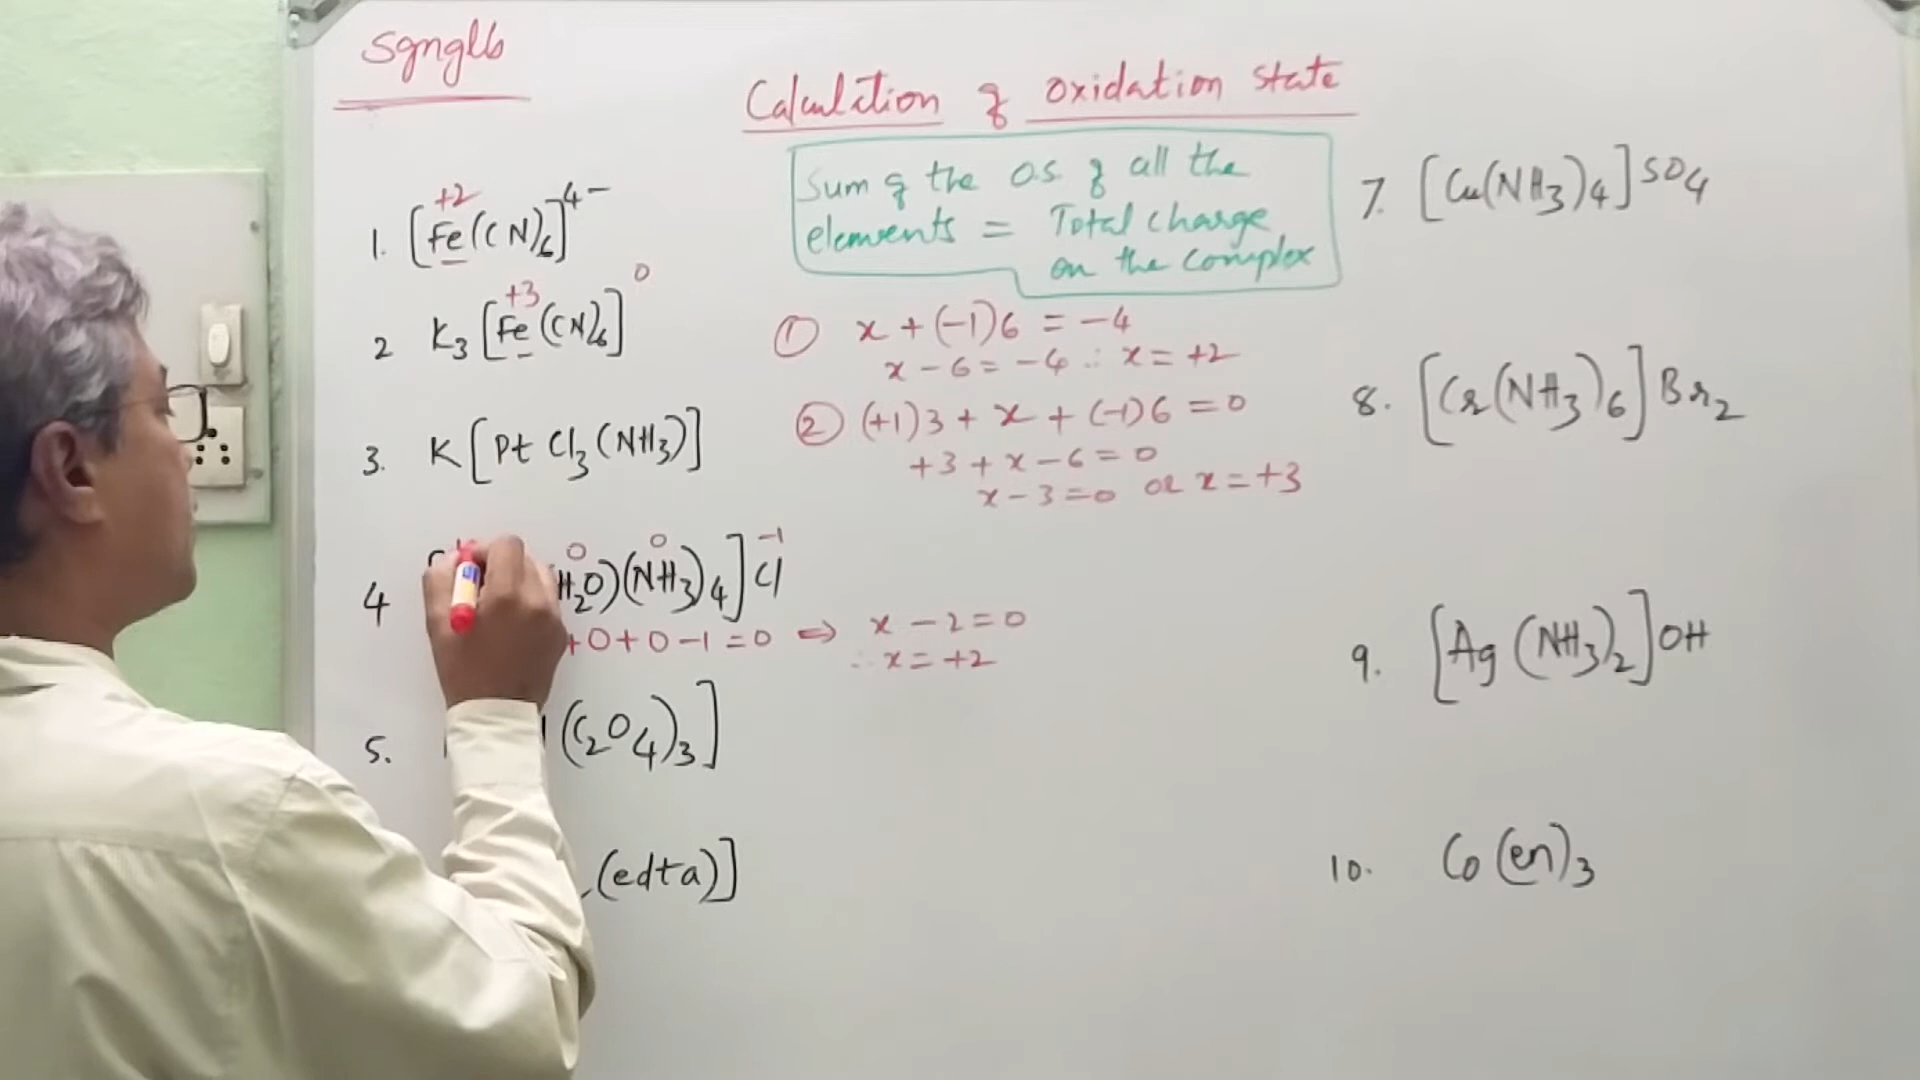 Sgnglb
Calculation of oxidation state
Sum of the O.S. of all the
elements = Total charge
on the complex
1. [Fe(CN)6]4−
+2
2 K3[Fe(CN)6]
+3 0
3. K[Pt Cl3(NH3)]
4 H2O)(NH3)4]Cl
0 0 −1
+0+0−1=0 ⇒ x−2=0
∴ x=+2
5. (C2O4)3]
(edta)]
① x+(−1)6 = −4
x−6=−4 ∴ x=+2
② (+1)3+x+(−1)6=0
+3+x−6=0
x−3=0 or x=+3
7. [Cu(NH3)4]SO4
8. [Cr(NH3)6]Br2
9. [Ag(NH3)2]OH
10. Co(en)3